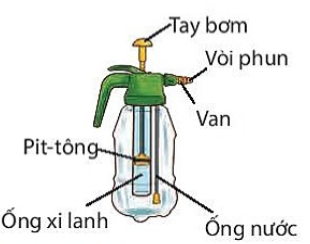 Tay bơm
Vòi phun
Van
Pit-tông
Ống xi lanh
Ống nước